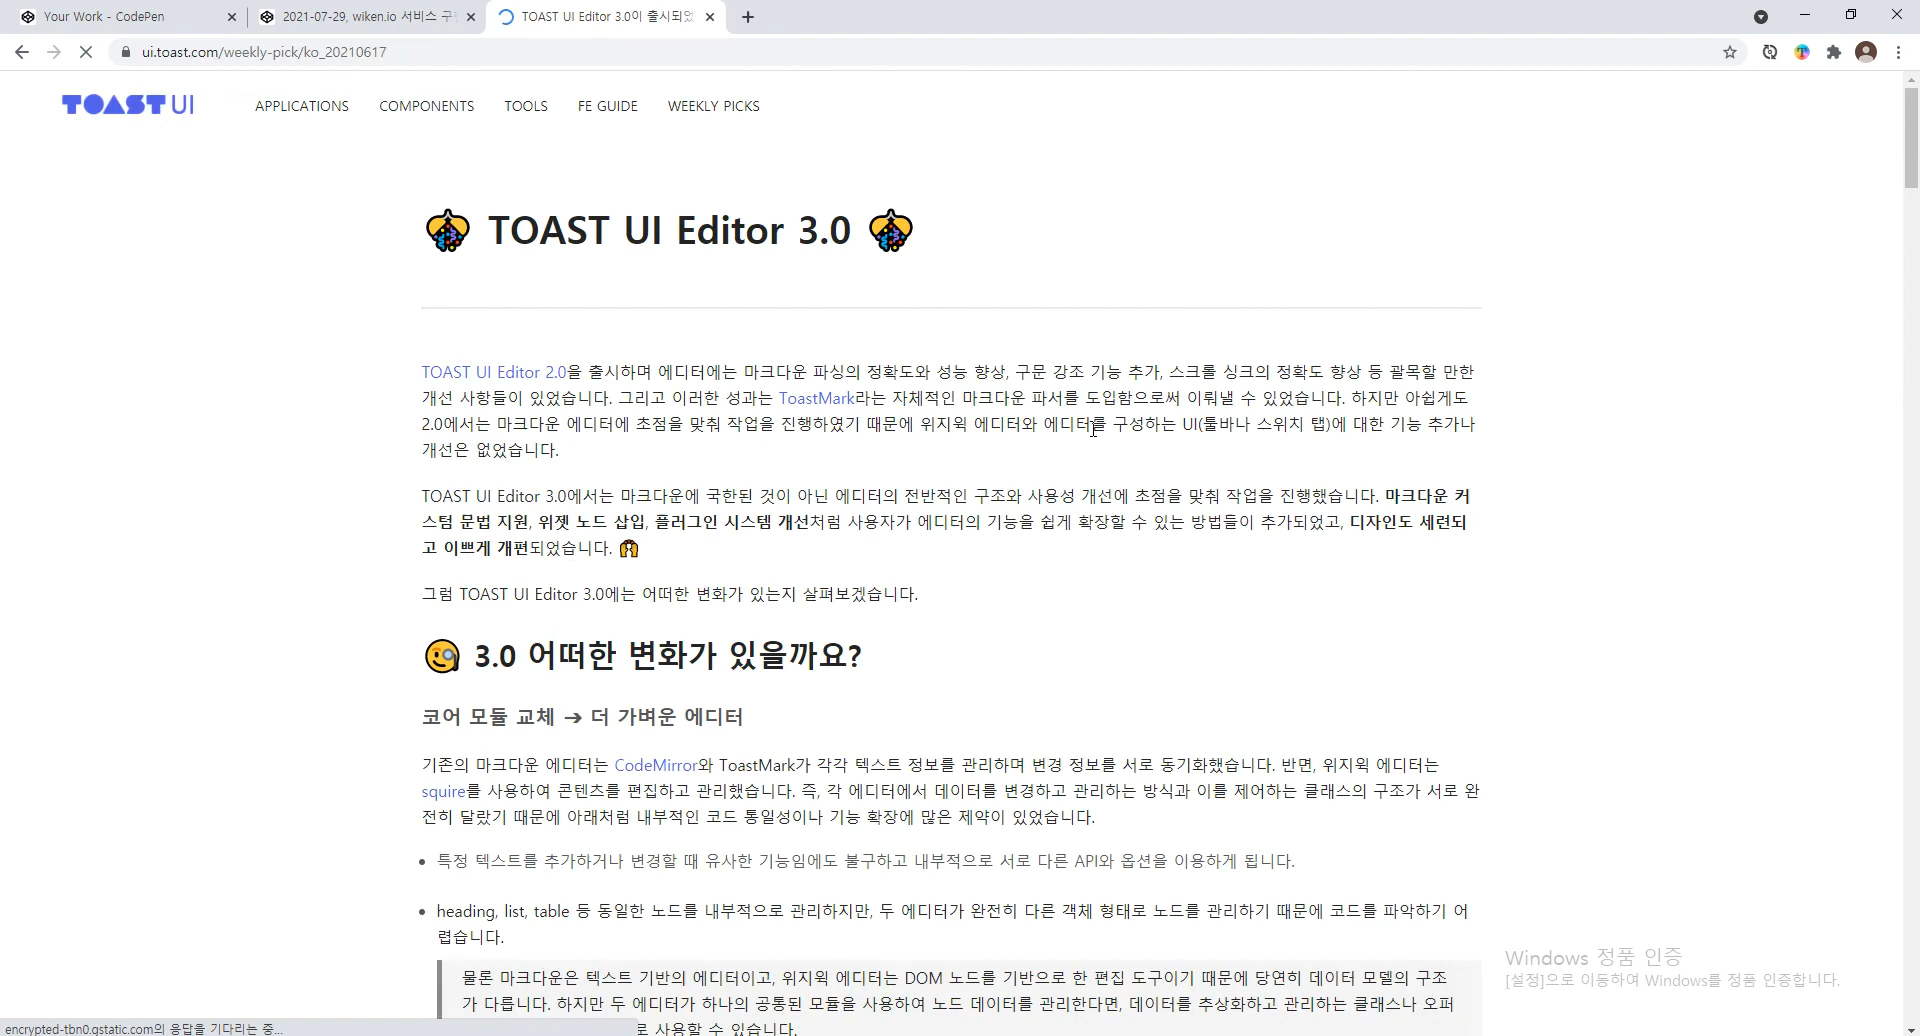 Your Work - CodePen
2021-07-29, wiken.io 서비스 구
TOAST UI Editor 3.0이 출시되었
ui.toast.com/weekly-pick/ko_20210617
TOAST UI
APPLICATIONS COMPONENTS TOOLS FE GUIDE WEEKLY PICKS
TOAST UI Editor 3.0
TOAST UI Editor 2.0을 출시하며 에디터에는 마크다운 파싱의 정확도와 성능 향상, 구문 강조 기능 추가, 스크롤 싱크의 정확도 향상 등 괄목할 만한
개선 사항들이 있었습니다. 그리고 이러한 성과는 ToastMark라는 자체적인 마크다운 파서를 도입함으로써 이뤄낼 수 있었습니다. 하지만 아쉽게도
2.0에서는 마크다운 에디터에 초점을 맞춰 작업을 진행하였기 때문에 위지윅 에디터와 에디터를 구성하는 UI(툴바나 스위치 탭)에 대한 기능 추가나
개선은 없었습니다.
TOAST UI Editor 3.0에서는 마크다운에 국한된 것이 아닌 에디터의 전반적인 구조와 사용성 개선에 초점을 맞춰 작업을 진행했습니다. 마크다운 커
스텀 문법 지원, 위젯 노드 삽입, 플러그인 시스템 개선처럼 사용자가 에디터의 기능을 쉽게 확장할 수 있는 방법들이 추가되었고, 디자인도 세련되
고 이쁘게 개편되었습니다.
그럼 TOAST UI Editor 3.0에는 어떠한 변화가 있는지 살펴보겠습니다.
3.0 어떠한 변화가 있을까요?
코어 모듈 교체 → 더 가벼운 에디터
기존의 마크다운 에디터는 CodeMirror와 ToastMark가 각각 텍스트 정보를 관리하며 변경 정보를 서로 동기화했습니다. 반면, 위지윅 에디터는
squire를 사용하여 콘텐츠를 편집하고 관리했습니다. 즉, 각 에디터에서 데이터를 변경하고 관리하는 방식과 이를 제어하는 클래스의 구조가 서로 완
전히 달랐기 때문에 아래처럼 내부적인 코드 통일성이나 기능 확장에 많은 제약이 있었습니다.
• 특정 텍스트를 추가하거나 변경할 때 유사한 기능임에도 불구하고 내부적으로 서로 다른 API와 옵션을 이용하게 됩니다.
• heading, list, table 등 동일한 노드를 내부적으로 관리하지만, 두 에디터가 완전히 다른 객체 형태로 노드를 관리하기 때문에 코드를 파악하기 어
렵습니다.
물론 마크다운은 텍스트 기반의 에디터이고, 위지윅 에디터는 DOM 노드를 기반으로 한 편집 도구이기 때문에 당연히 데이터 모델의 구조
가 다릅니다. 하지만 두 에디터가 하나의 공통된 모듈을 사용하여 노드 데이터를 관리한다면, 데이터를 추상화하고 관리하는 클래스나 오퍼
로 사용할 수 있습니다.
Windows 정품 인증
[설정]으로 이동하여 Windows를 정품 인증합니다.
encrypted-tbn0.gstatic.com의 응답을 기다리는 중...